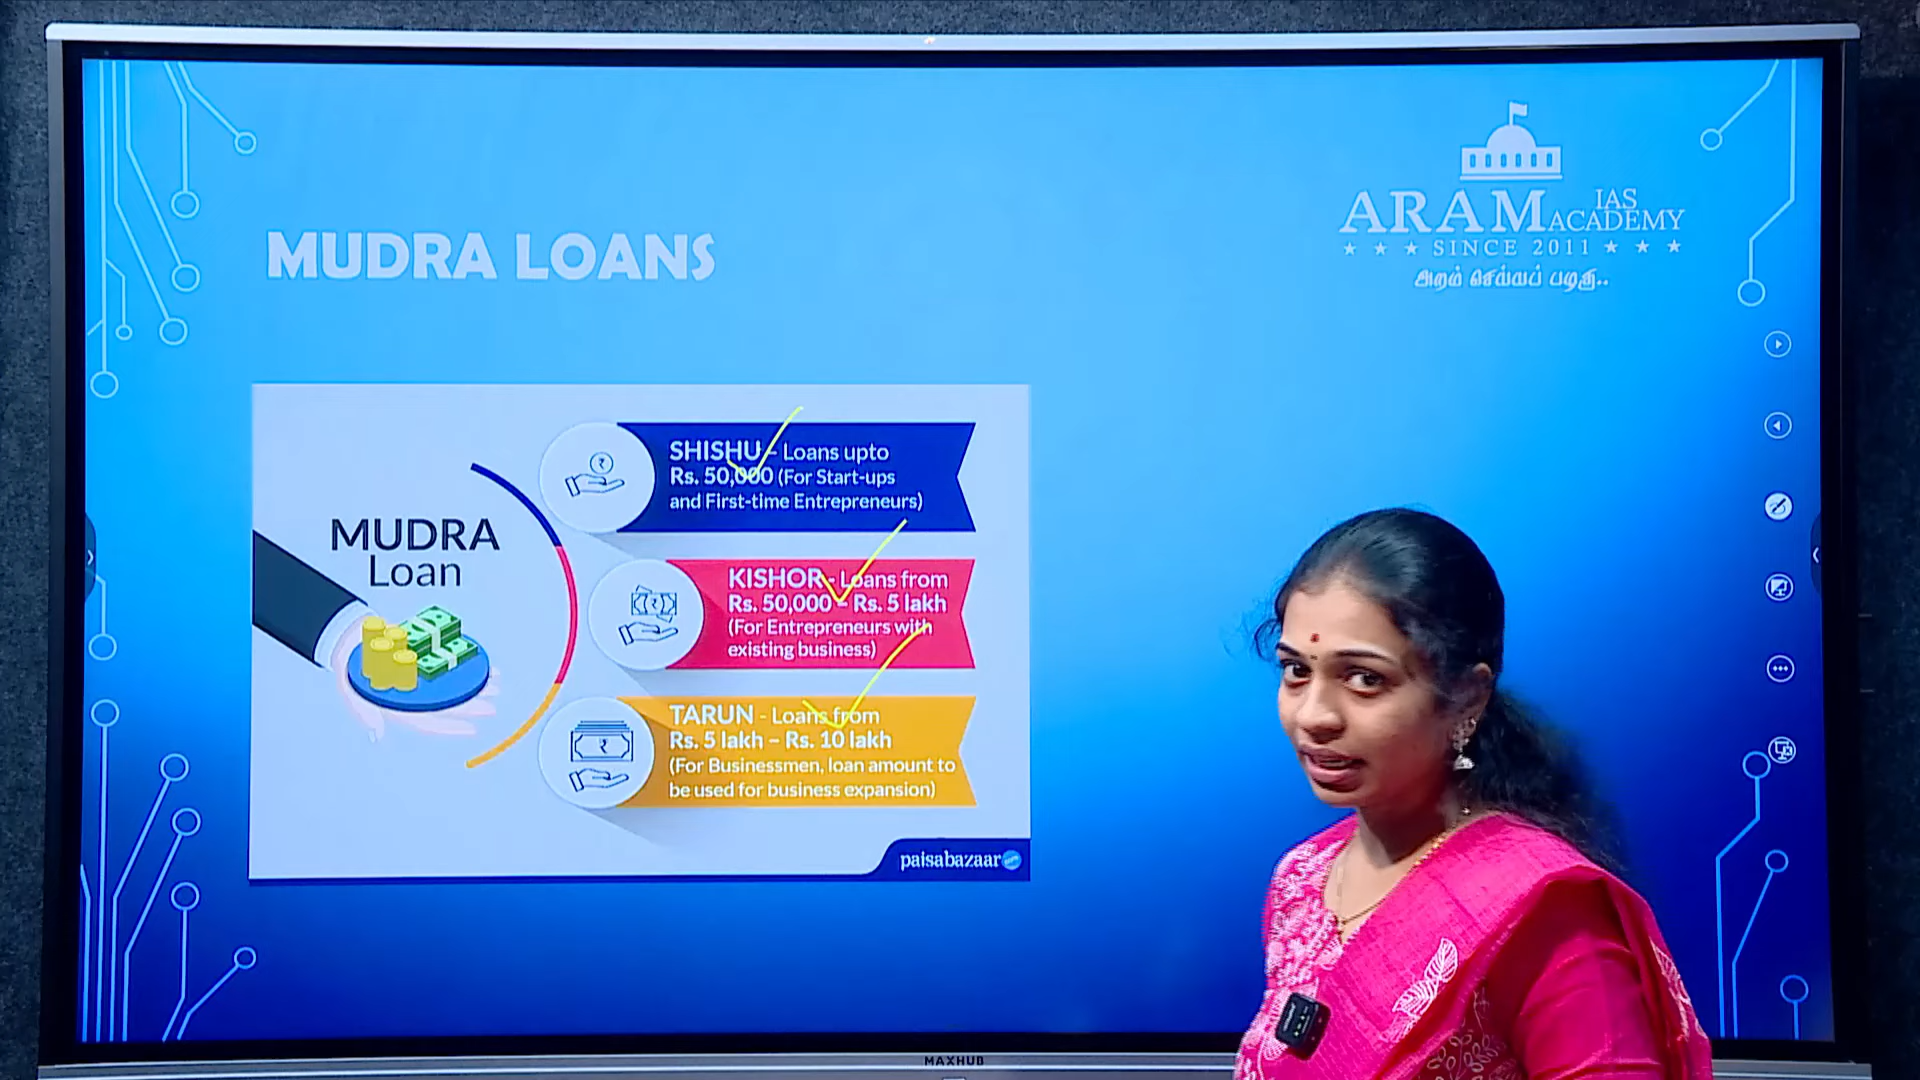 ARAM IAS ACADEMY
★ ★ ★ SINCE 2011 ★ ★ ★
அறம் செய்யப் படிகு..
MUDRA LOANS
MUDRA
Loan
SHISHU - Loans upto
Rs. 50,000 (For Start-ups
and First-time Entrepreneurs)
KISHOR - Loans from
Rs. 50,000 – Rs. 5 lakh
(For Entrepreneurs with
existing business)
TARUN - Loans from
Rs. 5 lakh – Rs. 10 lakh
(For Businessmen, loan amount to
be used for business expansion)
paisabazaar
MAXHUB